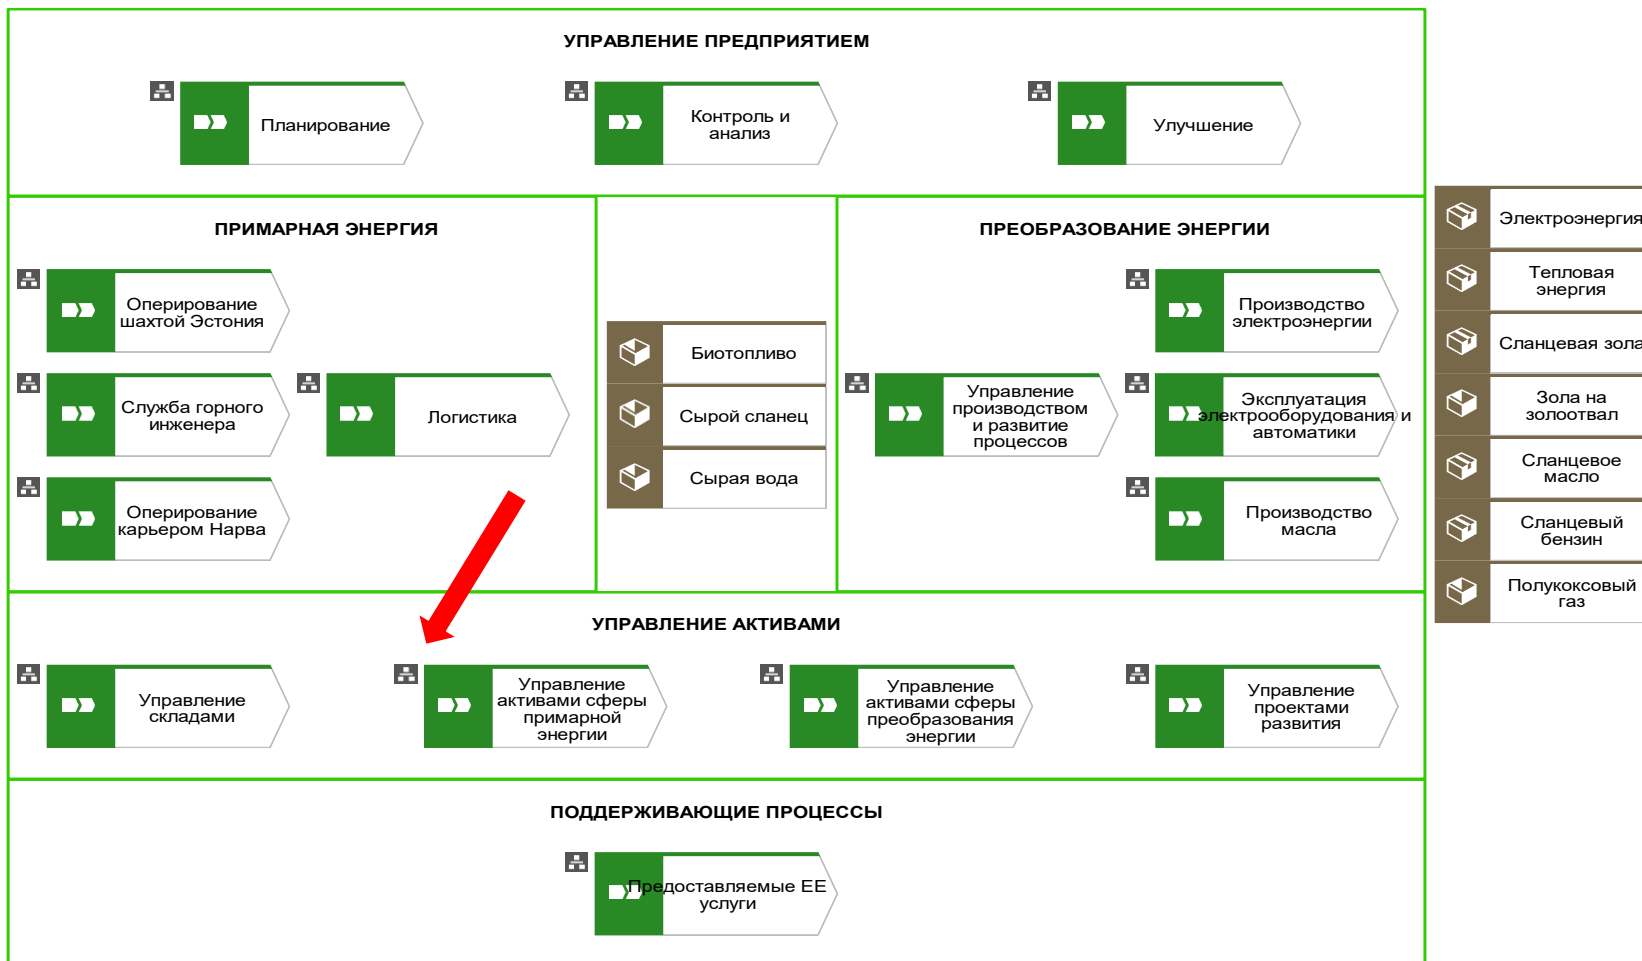 УПРАВЛЕНИЕ ПРЕДПРИЯТИЕМ
Планирование
Контроль и
анализ
Улучшение
ПРИМАРНАЯ ЭНЕРГИЯ
Оперирование
шахтой Эстония
Служба горного
инженера
Оперирование
карьером Нарва
Логистика
Биотопливо
Сырой сланец
Сырая вода
ПРЕОБРАЗОВАНИЕ ЭНЕРГИИ
Управление
производством
и развитие
процессов
Производство
электроэнергии
Эксплуатация
электрооборудования и
автоматики
Производство
масла
Электроэнергия
Тепловая
энергия
Сланцевая зола
Зола на
золоотвал
Сланцевое
масло
Сланцевый
бензин
Полукоксовый
газ
УПРАВЛЕНИЕ АКТИВАМИ
Управление
складами
Управление
активами сферы
примарной
энергии
Управление
активами сферы
преобразования
энергии
Управление
проектами
развития
ПОДДЕРЖИВАЮЩИЕ ПРОЦЕССЫ
Предоставляемые ЕЕ
услуги